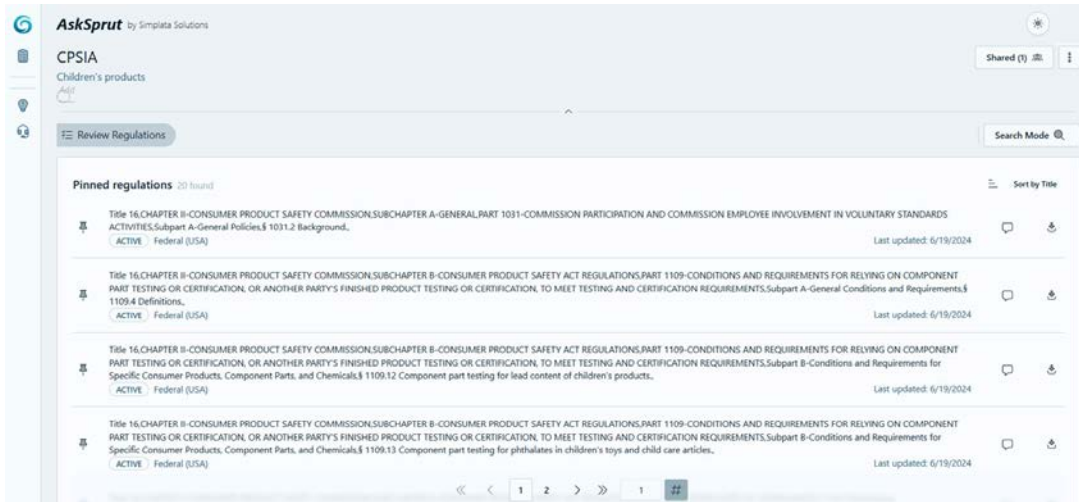 AskSprut by Simplata Solutions
CPSIA
Shared (1)
Children's products
Add
Review Regulations
Search Mode
Pinned regulations 20 found
Sort by Title
Title 16,CHAPTER II-CONSUMER PRODUCT SAFETY COMMISSION,SUBCHAPTER A-GENERAL,PART 1031-COMMISSION PARTICIPATION AND COMMISSION EMPLOYEE INVOLVEMENT IN VOLUNTARY STANDARDS
ACTIVITIES,Subpart A-General Policies,§ 1031.2 Background.,
ACTIVE Federal (USA)
Last updated: 6/19/2024
Title 16,CHAPTER II-CONSUMER PRODUCT SAFETY COMMISSION,SUBCHAPTER B-CONSUMER PRODUCT SAFETY ACT REGULATIONS,PART 1109-CONDITIONS AND REQUIREMENTS FOR RELYING ON COMPONENT
PART TESTING OR CERTIFICATION, OR ANOTHER PARTY'S FINISHED PRODUCT TESTING OR CERTIFICATION, TO MEET TESTING AND CERTIFICATION REQUIREMENTS,Subpart A-General Conditions and Requirements,§
1109.4 Definitions.,
ACTIVE Federal (USA)
Last updated: 6/19/2024
Title 16,CHAPTER II-CONSUMER PRODUCT SAFETY COMMISSION,SUBCHAPTER B-CONSUMER PRODUCT SAFETY ACT REGULATIONS,PART 1109-CONDITIONS AND REQUIREMENTS FOR RELYING ON COMPONENT
PART TESTING OR CERTIFICATION, OR ANOTHER PARTY'S FINISHED PRODUCT TESTING OR CERTIFICATION, TO MEET TESTING AND CERTIFICATION REQUIREMENTS,Subpart B-Conditions and Requirements for
Specific Consumer Products, Component Parts, and Chemicals,§ 1109.12 Component part testing for lead content of children's products.,
ACTIVE Federal (USA)
Last updated: 6/19/2024
Title 16,CHAPTER II-CONSUMER PRODUCT SAFETY COMMISSION,SUBCHAPTER B-CONSUMER PRODUCT SAFETY ACT REGULATIONS,PART 1109-CONDITIONS AND REQUIREMENTS FOR RELYING ON COMPONENT
PART TESTING OR CERTIFICATION, OR ANOTHER PARTY'S FINISHED PRODUCT TESTING OR CERTIFICATION, TO MEET TESTING AND CERTIFICATION REQUIREMENTS,Subpart B-Conditions and Requirements for
Specific Consumer Products, Component Parts, and Chemicals,§ 1109.13 Component part testing for phthalates in children's toys and child care articles.,
ACTIVE Federal (USA)
Last updated: 6/19/2024
1 2 1 #